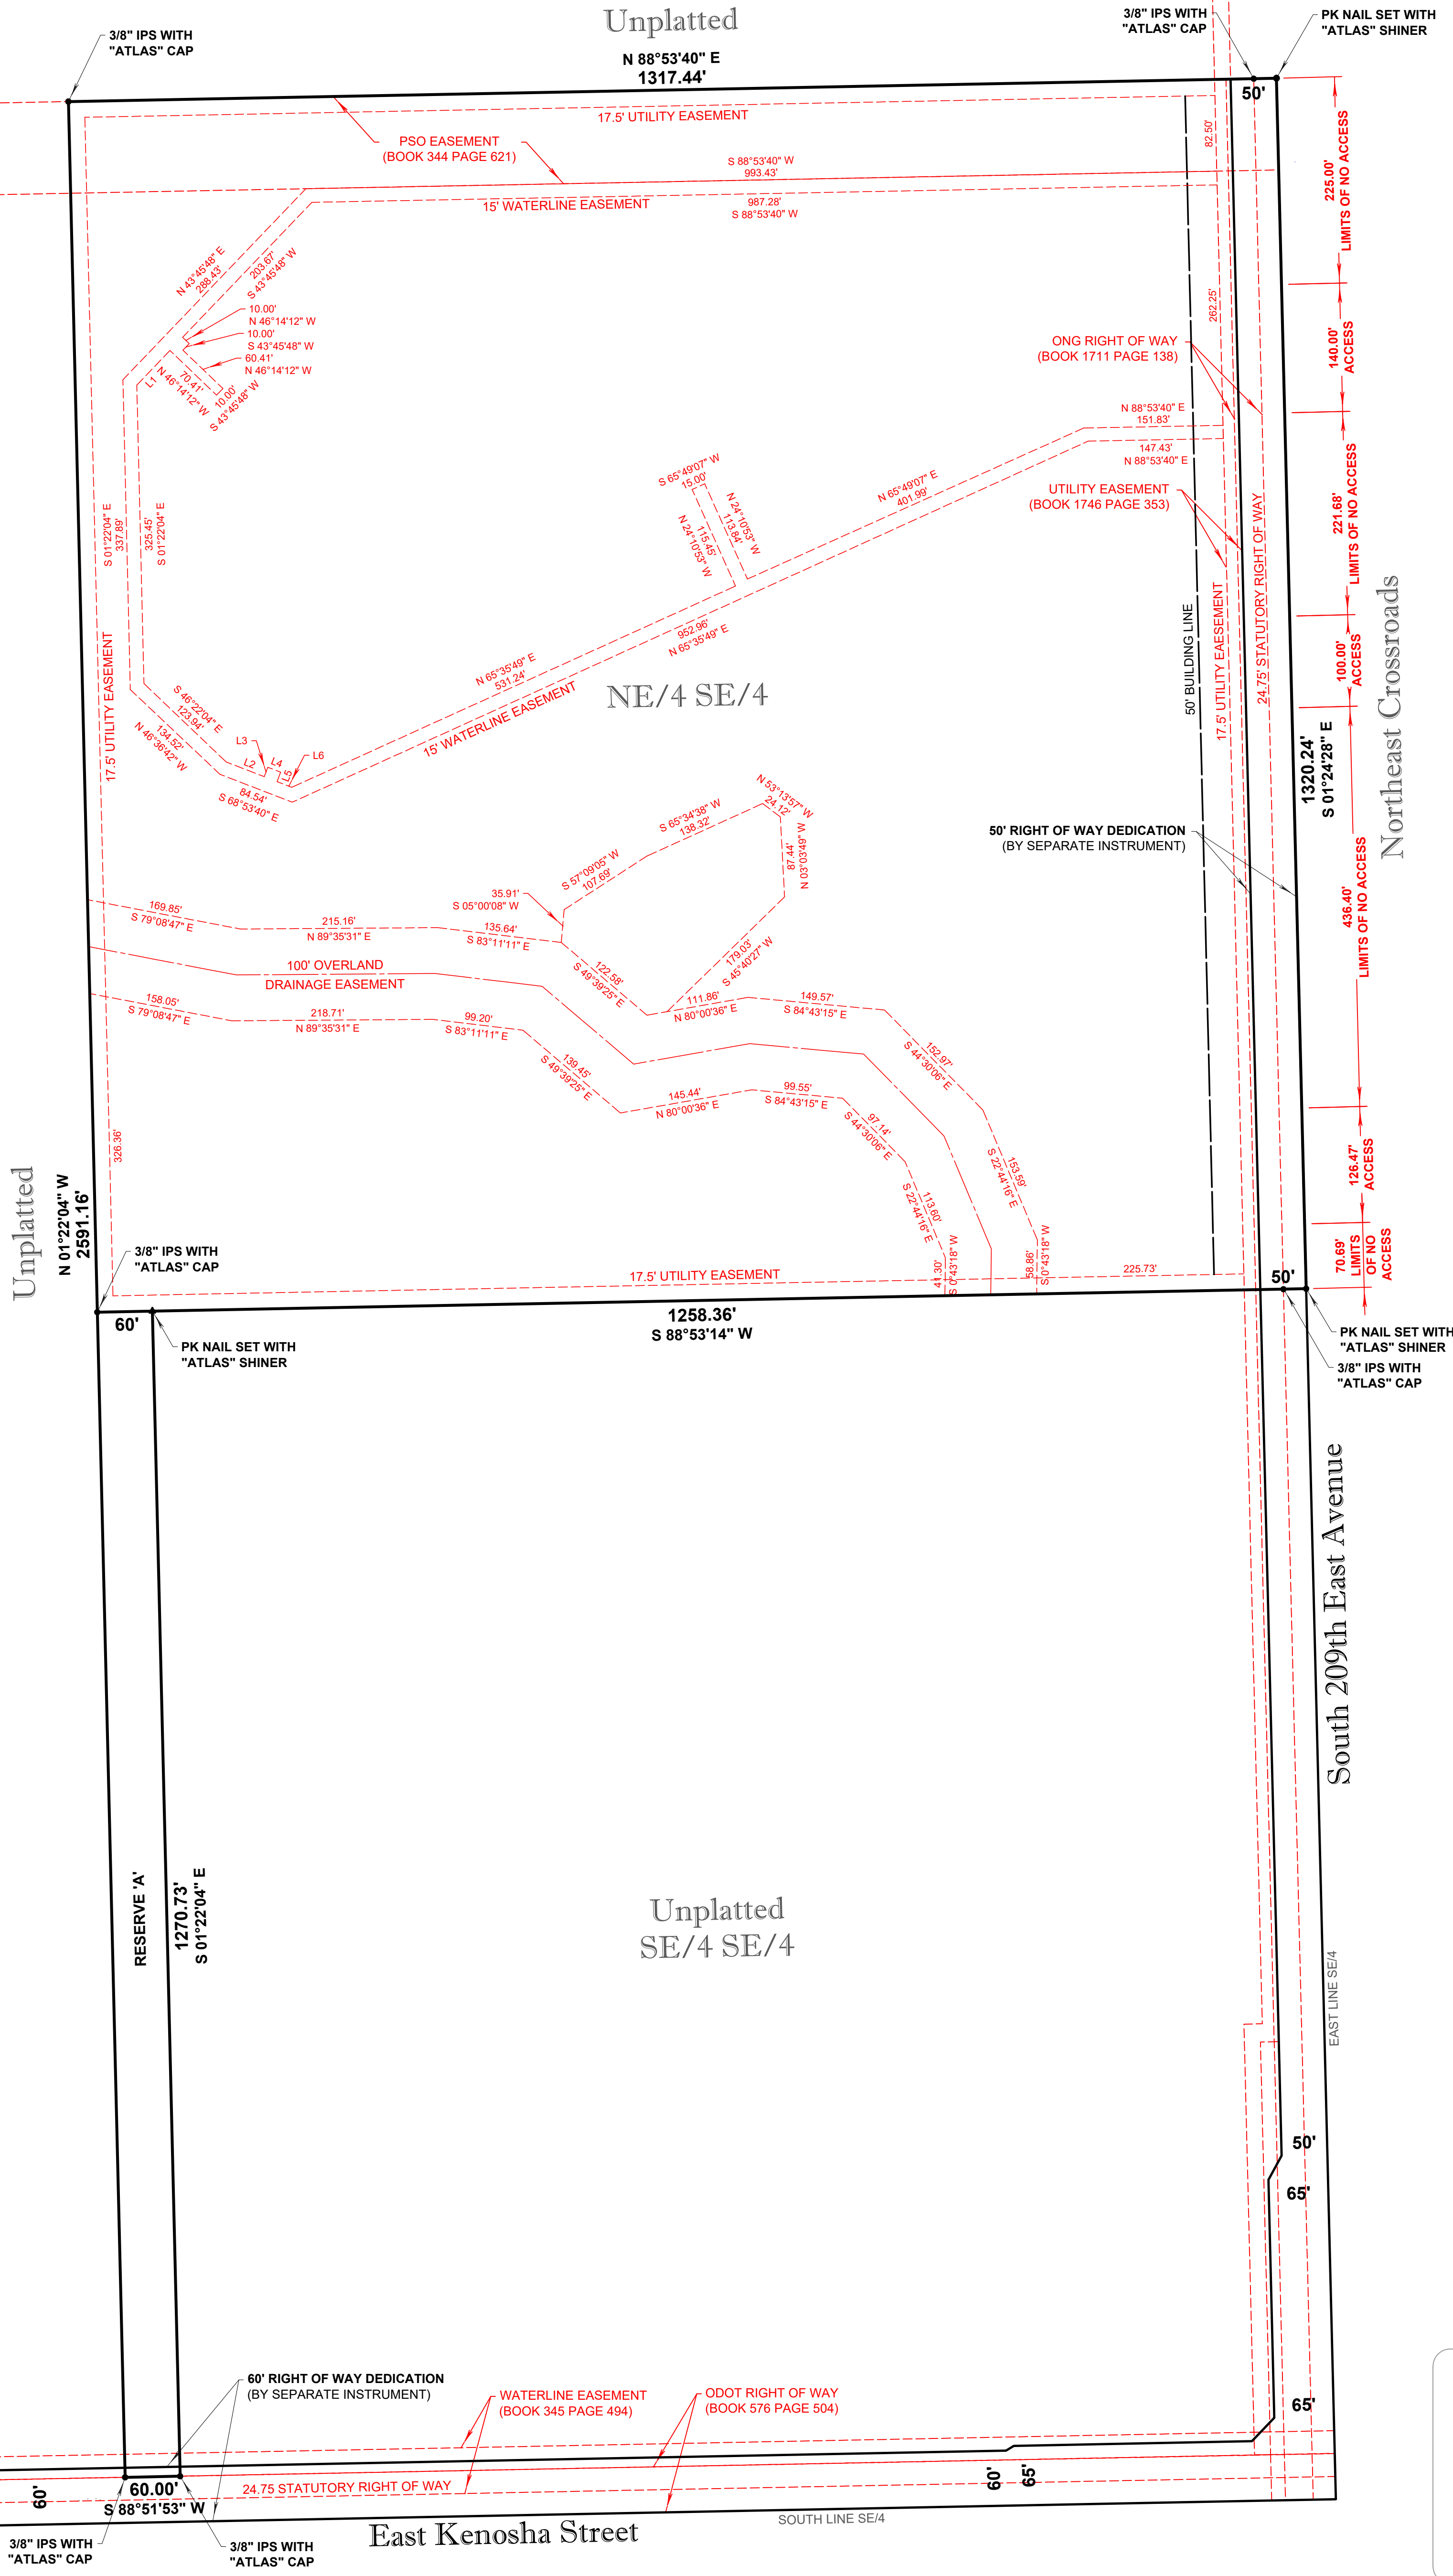 Unplatted
3/8" IPS WITH
"ATLAS" CAP
N 88°53'40" E
1317.44'
3/8" IPS WITH
"ATLAS" CAP
PK NAIL SET WITH
"ATLAS" SHINER
50'
17.5' UTILITY EASEMENT
82.50'
PSO EASEMENT
(BOOK 344 PAGE 621)
S 88°53'40" W
993.43'
15' WATERLINE EASEMENT
987.28'
S 88°53'40" W
225.00'
LIMITS OF NO ACCESS
N 43°45'48" E
288.43'
203.67'
S 43°45'48" W
10.00'
N 46°14'12" W
10.00'
S 43°45'48" W
60.41'
N 46°14'12" W
L1
70.41'
N 46°14'12" W
10.00'
S 43°45'48" W
262.25'
ONG RIGHT OF WAY
(BOOK 1711 PAGE 138)
140.00'
ACCESS
N 88°53'40" E
151.83'
147.43'
N 88°53'40" E
S 65°49'07" W
15.00'
N 24°10'53" W
113.84'
115.45'
N 24°10'53" W
N 65°49'07" E
401.99'
UTILITY EASEMENT
(BOOK 1746 PAGE 353)
24.75' STATUTORY RIGHT OF WAY
221.68'
LIMITS OF NO ACCESS
S 01°22'04" E
337.89'
325.45'
S 01°22'04" E
17.5' UTILITY EASEMENT
50' BUILDING LINE
17.5' UTILITY EAESEMENT
100.00'
ACCESS
Northeast Crossroads
952.96'
N 65°35'49" E
N 65°35'49" E
531.24'
15' WATERLINE EASEMENT
NE/4 SE/4
S 46°22'04" E
123.94'
134.52'
N 46°36'42" W
L3
L4
L6
L2
L5
84.54'
S 68°53'40" E
1320.24'
S 01°24'28" E
N 53°13'57" W
24.12'
S 65°34'38" W
138.32'
87.44'
N 03°03'49" W
S 57°09'05" W
107.69'
50' RIGHT OF WAY DEDICATION
(BY SEPARATE INSTRUMENT)
35.91'
S 05°00'08" W
169.85'
S 79°08'47" E
215.16'
N 89°35'31" E
135.64'
S 83°11'11" E
179.03'
S 45°40'27" W
436.40'
LIMITS OF NO ACCESS
100' OVERLAND
DRAINAGE EASEMENT
122.58'
S 49°39'25" E
111.86'
N 80°00'36" E
149.57'
S 84°43'15" E
158.05'
S 79°08'47" E
218.71'
N 89°35'31" E
99.20'
S 83°11'11" E
152.97'
S 44°30'06" E
139.45'
S 49°39'25" E
145.44'
N 80°00'36" E
99.55'
S 84°43'15" E
97.14'
S 44°30'06" E
326.36'
126.47'
ACCESS
153.59'
S 22°44'16" E
113.60'
S 22°44'16" E
Unplatted
N 01°22'04" W
2591.16'
3/8" IPS WITH
"ATLAS" CAP
41.30'
S 0°43'18" W
58.86'
S 0°43'18" W
70.69'
LIMITS
OF NO
ACCESS
17.5' UTILITY EASEMENT
225.73'
50'
60'
1258.36'
S 88°53'14" W
PK NAIL SET WITH
"ATLAS" SHINER
PK NAIL SET WITH
"ATLAS" SHINER
3/8" IPS WITH
"ATLAS" CAP
South 209th East Avenue
RESERVE 'A'
1270.73'
S 01°22'04" E
Unplatted
SE/4 SE/4
EAST LINE SE/4
50'
65'
60' RIGHT OF WAY DEDICATION
(BY SEPARATE INSTRUMENT)
WATERLINE EASEMENT
(BOOK 345 PAGE 494)
ODOT RIGHT OF WAY
(BOOK 576 PAGE 504)
65'
60'
60.00'
S 88°51'53" W
24.75 STATUTORY RIGHT OF WAY
60'
65'
SOUTH LINE SE/4
East Kenosha Street
3/8" IPS WITH
"ATLAS" CAP
3/8" IPS WITH
"ATLAS" CAP